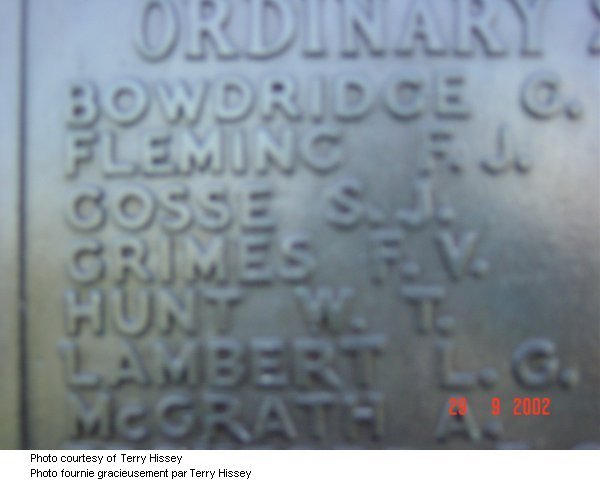 ORDINARY S
BOWDRIDGE G.
FLEMING F.J.
GOSSE S.J.
GRIMES F.V.
HUNT W. T.
LAMBERT L.G.
McGRATH A.
9 2002
Photo courtesy of Terry Hissey
Photo fournie gracieusement par Terry Hissey